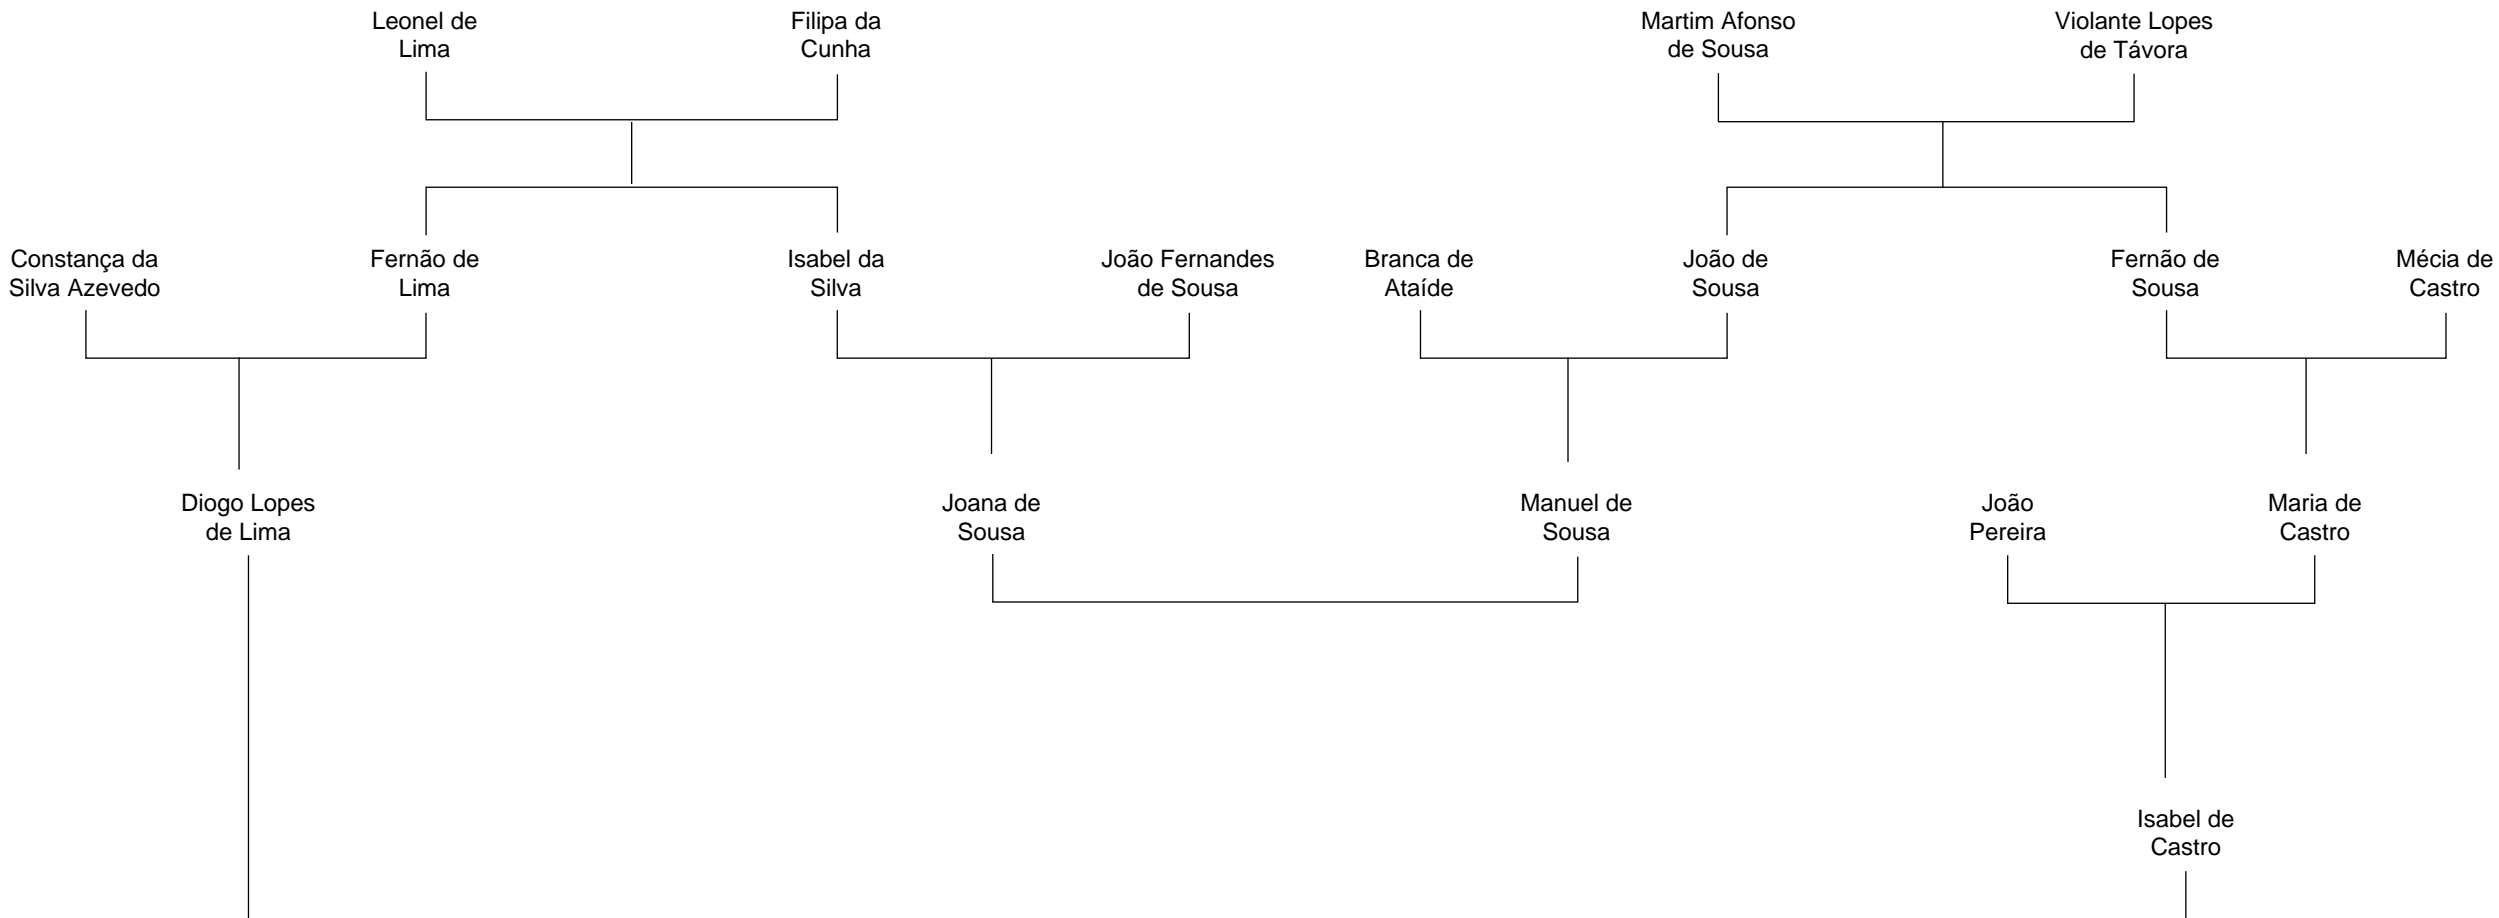 Leonel de
Lima
Filipa da
Cunha
Martim Afonso
de Sousa
Violante Lopes
de Távora
Constança da
Silva Azevedo
Fernão de
Lima
Isabel da
Silva
João Fernandes
de Sousa
Branca de
Ataíde
João de
Sousa
Fernão de
Sousa
Mécia de
Castro
Diogo Lopes
de Lima
Joana de
Sousa
Manuel de
Sousa
João
Pereira
Maria de
Castro
Isabel de
Castro